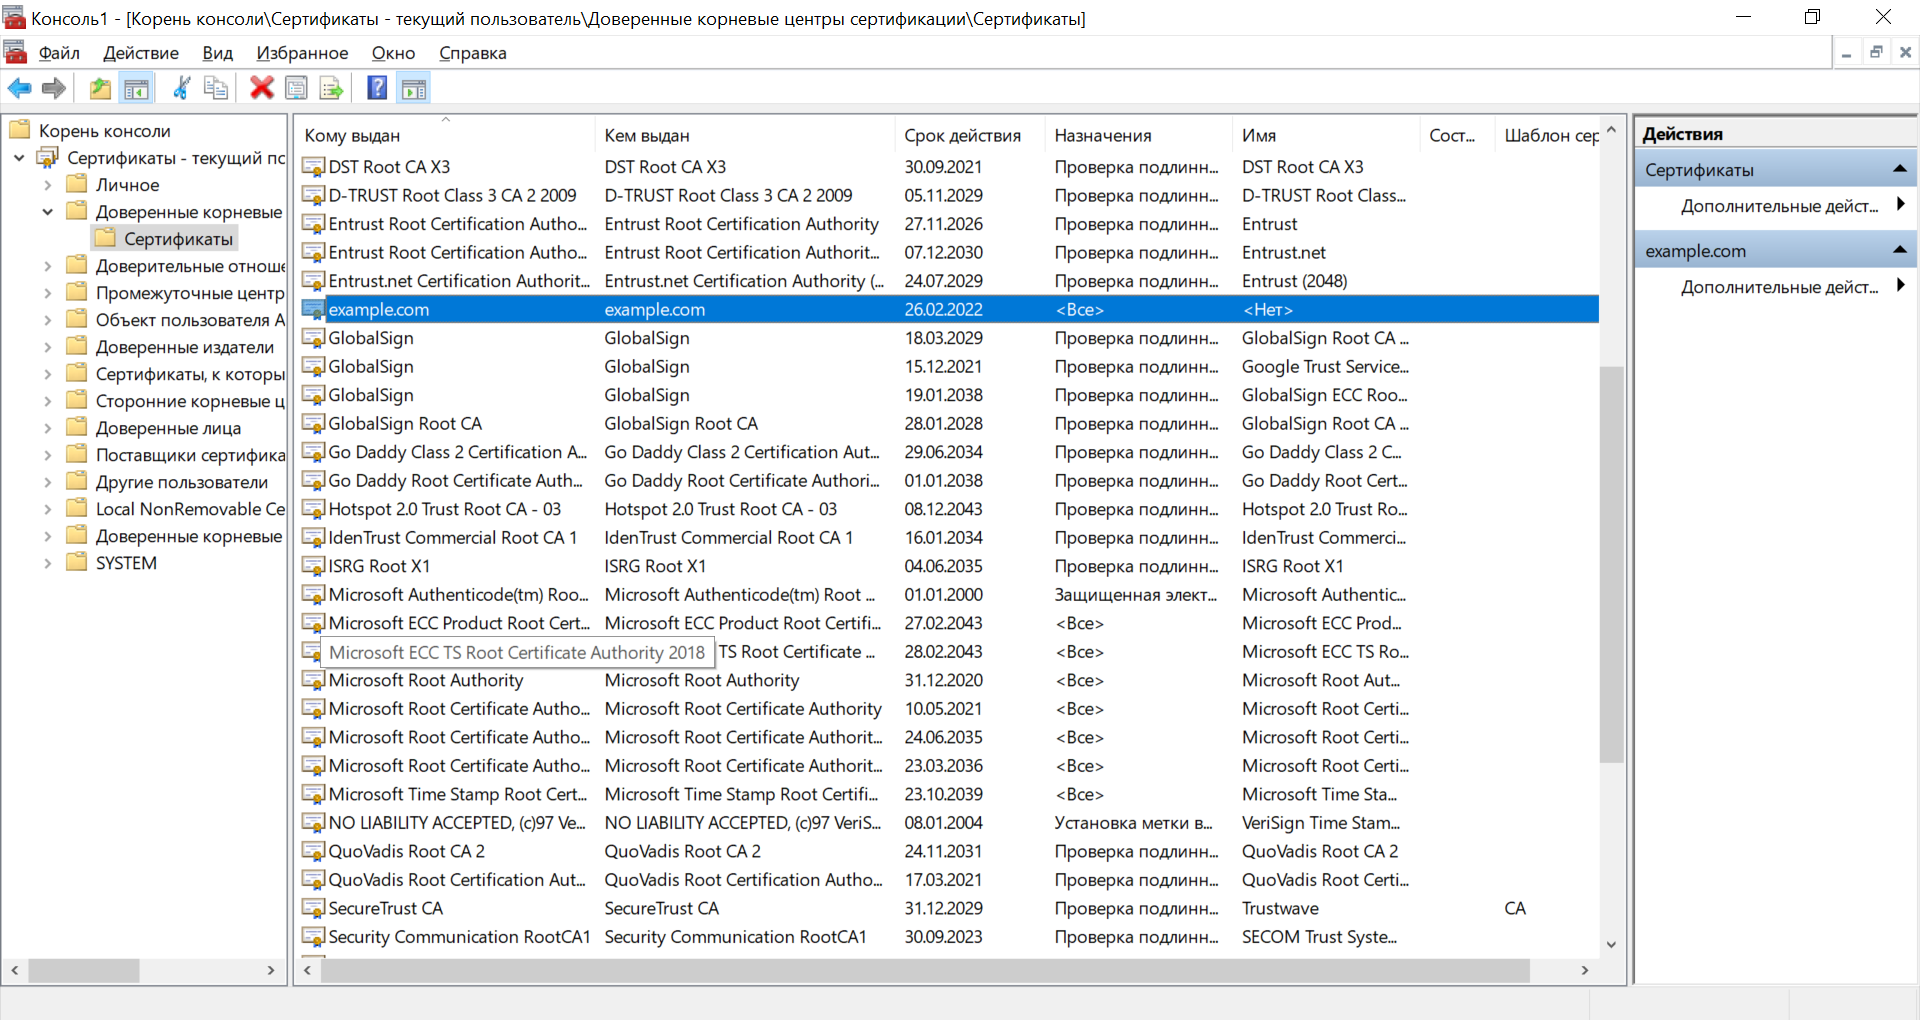 Консоль1 - [Корень консоли\Сертификаты - текущий пользователь\Доверенные корневые центры сертификации\Сертификаты]
Файл Действие Вид Избранное Окно Справка
Корень консоли
Сертификаты - текущий пс
Личное
Доверенные корневые
Сертификаты
Доверительные отноше
Промежуточные центр
Объект пользователя А
Доверенные издатели
Сертификаты, к которы
Сторонние корневые ц
Доверенные лица
Поставщики сертифика
Другие пользователи
Local NonRemovable Ce
Доверенные корневые
SYSTEM
Кому выдан Кем выдан Срок действия Назначения Имя Сост... Шаблон сер
DST Root CA X3 DST Root CA X3 30.09.2021 Проверка подлинн... DST Root CA X3
D-TRUST Root Class 3 CA 2 2009 D-TRUST Root Class 3 CA 2 2009 05.11.2029 Проверка подлинн... D-TRUST Root Class...
Entrust Root Certification Autho... Entrust Root Certification Authority 27.11.2026 Проверка подлинн... Entrust
Entrust Root Certification Autho... Entrust Root Certification Authorit... 07.12.2030 Проверка подлинн... Entrust.net
Entrust.net Certification Authorit... Entrust.net Certification Authority (... 24.07.2029 Проверка подлинн... Entrust (2048)
example.com example.com 26.02.2022 <Все> <Нет>
GlobalSign GlobalSign 18.03.2029 Проверка подлинн... GlobalSign Root CA ...
GlobalSign GlobalSign 15.12.2021 Проверка подлинн... Google Trust Service...
GlobalSign GlobalSign 19.01.2038 Проверка подлинн... GlobalSign ECC Roo...
GlobalSign Root CA GlobalSign Root CA 28.01.2028 Проверка подлинн... GlobalSign Root CA ...
Go Daddy Class 2 Certification A... Go Daddy Class 2 Certification Aut... 29.06.2034 Проверка подлинн... Go Daddy Class 2 C...
Go Daddy Root Certificate Auth... Go Daddy Root Certificate Authori... 01.01.2038 Проверка подлинн... Go Daddy Root Cert...
Hotspot 2.0 Trust Root CA - 03 Hotspot 2.0 Trust Root CA - 03 08.12.2043 Проверка подлинн... Hotspot 2.0 Trust Ro...
IdenTrust Commercial Root CA 1 IdenTrust Commercial Root CA 1 16.01.2034 Проверка подлинн... IdenTrust Commerci...
ISRG Root X1 ISRG Root X1 04.06.2035 Проверка подлинн... ISRG Root X1
Microsoft Authenticode(tm) Roo... Microsoft Authenticode(tm) Root ... 01.01.2000 Защищенная элект... Microsoft Authentic...
Microsoft ECC Product Root Cert... Microsoft ECC Product Root Certifi... 27.02.2043 <Все> Microsoft ECC Prod...
Microsoft ECC TS Root Certificate Authority 2018 TS Root Certificate ... 28.02.2043 <Все> Microsoft ECC TS Ro...
Microsoft Root Authority Microsoft Root Authority 31.12.2020 <Все> Microsoft Root Aut...
Microsoft Root Certificate Autho... Microsoft Root Certificate Authority 10.05.2021 <Все> Microsoft Root Certi...
Microsoft Root Certificate Autho... Microsoft Root Certificate Authorit... 24.06.2035 <Все> Microsoft Root Certi...
Microsoft Root Certificate Autho... Microsoft Root Certificate Authorit... 23.03.2036 <Все> Microsoft Root Certi...
Microsoft Time Stamp Root Cert... Microsoft Time Stamp Root Certifi... 23.10.2039 <Все> Microsoft Time Sta...
NO LIABILITY ACCEPTED, (c)97 Ve... NO LIABILITY ACCEPTED, (c)97 VeriS... 08.01.2004 Установка метки в... VeriSign Time Stam...
QuoVadis Root CA 2 QuoVadis Root CA 2 24.11.2031 Проверка подлинн... QuoVadis Root CA 2
QuoVadis Root Certification Aut... QuoVadis Root Certification Autho... 17.03.2021 Проверка подлинн... QuoVadis Root Certi...
SecureTrust CA SecureTrust CA 31.12.2029 Проверка подлинн... Trustwave CA
Security Communication RootCA1 Security Communication RootCA1 30.09.2023 Проверка подлинн... SECOM Trust Syste...
Действия
Сертификаты
Дополнительные дейст...
example.com
Дополнительные дейст...